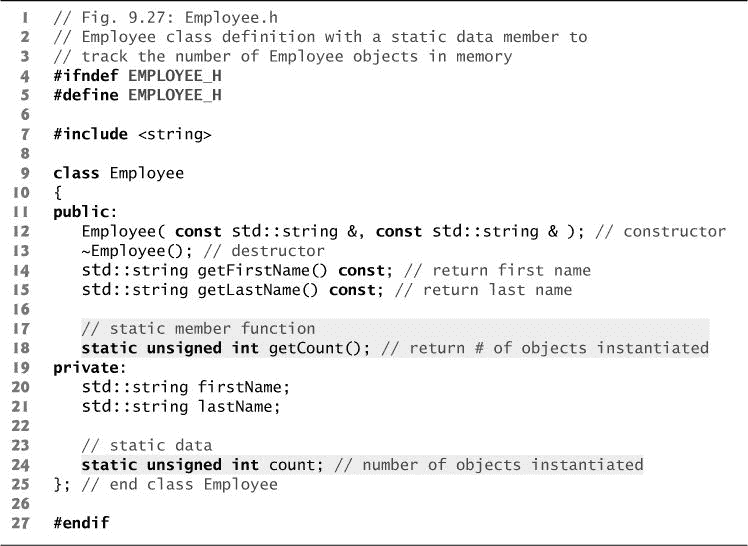 1 // Fig. 9.27: Employee.h
2 // Employee class definition with a static data member to
3 // track the number of Employee objects in memory
4 #ifndef EMPLOYEE_H
5 #define EMPLOYEE_H
6
7 #include <string>
8
9 class Employee
10 {
11 public:
12    Employee( const std::string &, const std::string & ); // constructor
13    ~Employee(); // destructor
14    std::string getFirstName() const; // return first name
15    std::string getLastName() const; // return last name
16
17    // static member function
18    static unsigned int getCount(); // return # of objects instantiated
19 private:
20    std::string firstName;
21    std::string lastName;
22
23    // static data
24    static unsigned int count; // number of objects instantiated
25 }; // end class Employee
26
27 #endif